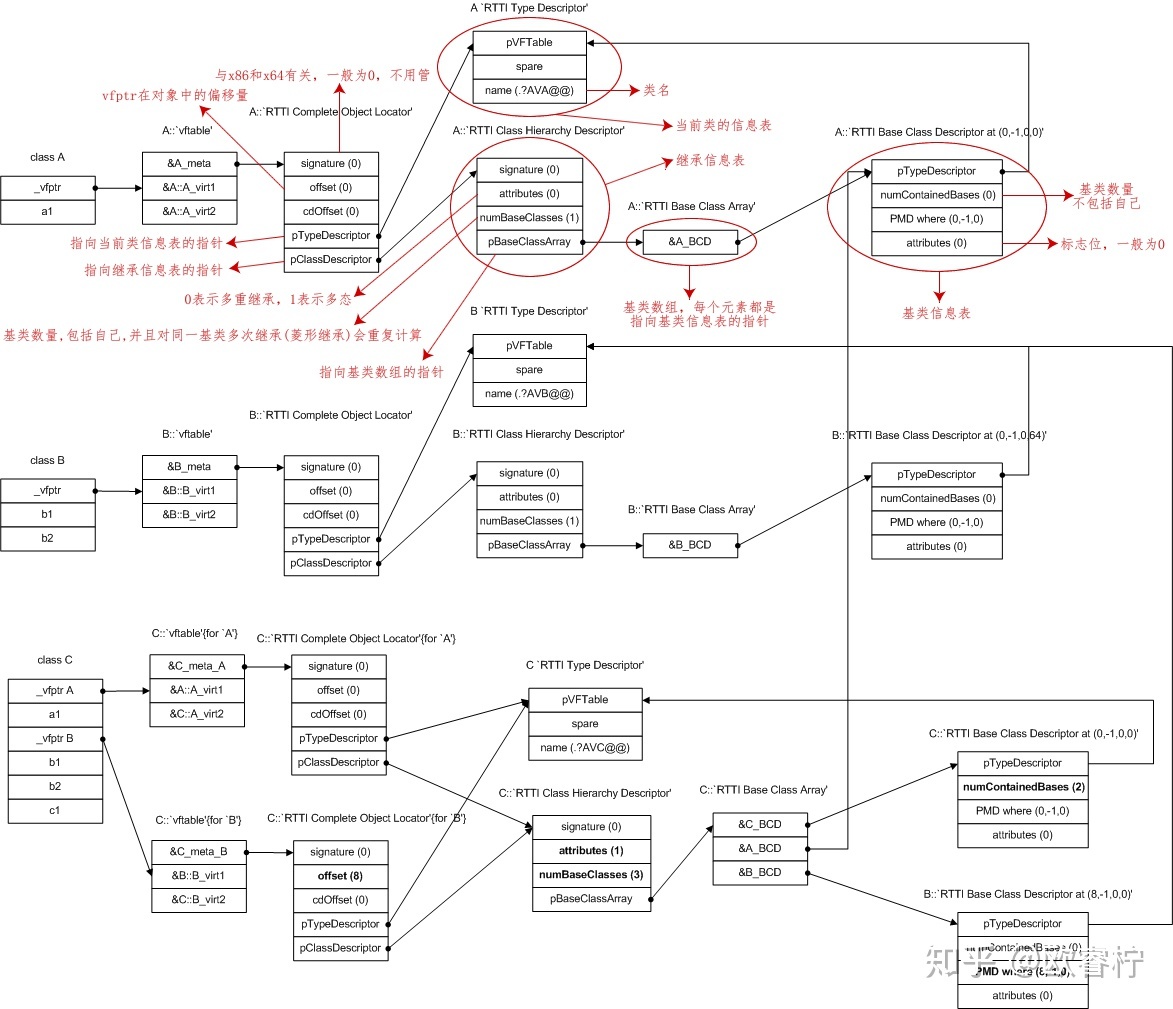 A `RTTI Type Descriptor'
pVFTable
spare
name (.?AVA@@)
类名
当前类的信息表
与x86和x64有关，一般为0，不用管
vfptr在对象中的偏移量
A::`RTTI Complete Object Locator'
A::`vftable'
class A
_vfptr
a1
&A_meta
&A::A_virt1
&A::A_virt2
signature (0)
offset (0)
cdOffset (0)
pTypeDescriptor
pClassDescriptor
指向当前类信息表的指针
指向继承信息表的指针
A::`RTTI Class Hierarchy Descriptor'
signature (0)
attributes (0)
numBaseClasses (1)
pBaseClassArray
继承信息表
0表示多重继承，1表示多态
基类数量,包括自己,并且对同一基类多次继承(菱形继承)会重复计算
指向基类数组的指针
A::`RTTI Base Class Array'
&A_BCD
基类数组，每个元素都是
指向基类信息表的指针
A::`RTTI Base Class Descriptor at (0,-1,0,0)'
pTypeDescriptor
numContainedBases (0)
PMD where (0,-1,0)
attributes (0)
基类数量
不包括自己
标志位，一般为0
基类信息表
B `RTTI Type Descriptor'
pVFTable
spare
name (.?AVB@@)
B::`RTTI Complete Object Locator'
B::`vftable'
class B
_vfptr
b1
b2
&B_meta
&B::B_virt1
&B::B_virt2
signature (0)
offset (0)
cdOffset (0)
pTypeDescriptor
pClassDescriptor
B::`RTTI Class Hierarchy Descriptor'
signature (0)
attributes (0)
numBaseClasses (1)
pBaseClassArray
B::`RTTI Base Class Array'
&B_BCD
B::`RTTI Base Class Descriptor at (0,-1,0,64)'
pTypeDescriptor
numContainedBases (0)
PMD where (0,-1,0)
attributes (0)
class C
_vfptr A
a1
_vfptr B
b1
b2
c1
C::`vftable'{for `A'}
&C_meta_A
&A::A_virt1
&C::A_virt2
C::`RTTI Complete Object Locator'{for `A'}
signature (0)
offset (0)
cdOffset (0)
pTypeDescriptor
pClassDescriptor
C `RTTI Type Descriptor'
pVFTable
spare
name (.?AVC@@)
C::`vftable'{for `B'}
&C_meta_B
&B::B_virt1
&C::B_virt2
C::`RTTI Complete Object Locator'{for `B'}
signature (0)
offset (8)
cdOffset (0)
pTypeDescriptor
pClassDescriptor
C::`RTTI Class Hierarchy Descriptor'
signature (0)
attributes (1)
numBaseClasses (3)
pBaseClassArray
C::`RTTI Base Class Array'
&C_BCD
&A_BCD
&B_BCD
C::`RTTI Base Class Descriptor at (0,-1,0,0)'
pTypeDescriptor
numContainedBases (2)
PMD where (0,-1,0)
attributes (0)
B::`RTTI Base Class Descriptor at (8,-1,0,0)'
pTypeDescriptor
numContainedBases (0)
PMD where (8,-1,0)
attributes (0)
知乎 @欧睿柠